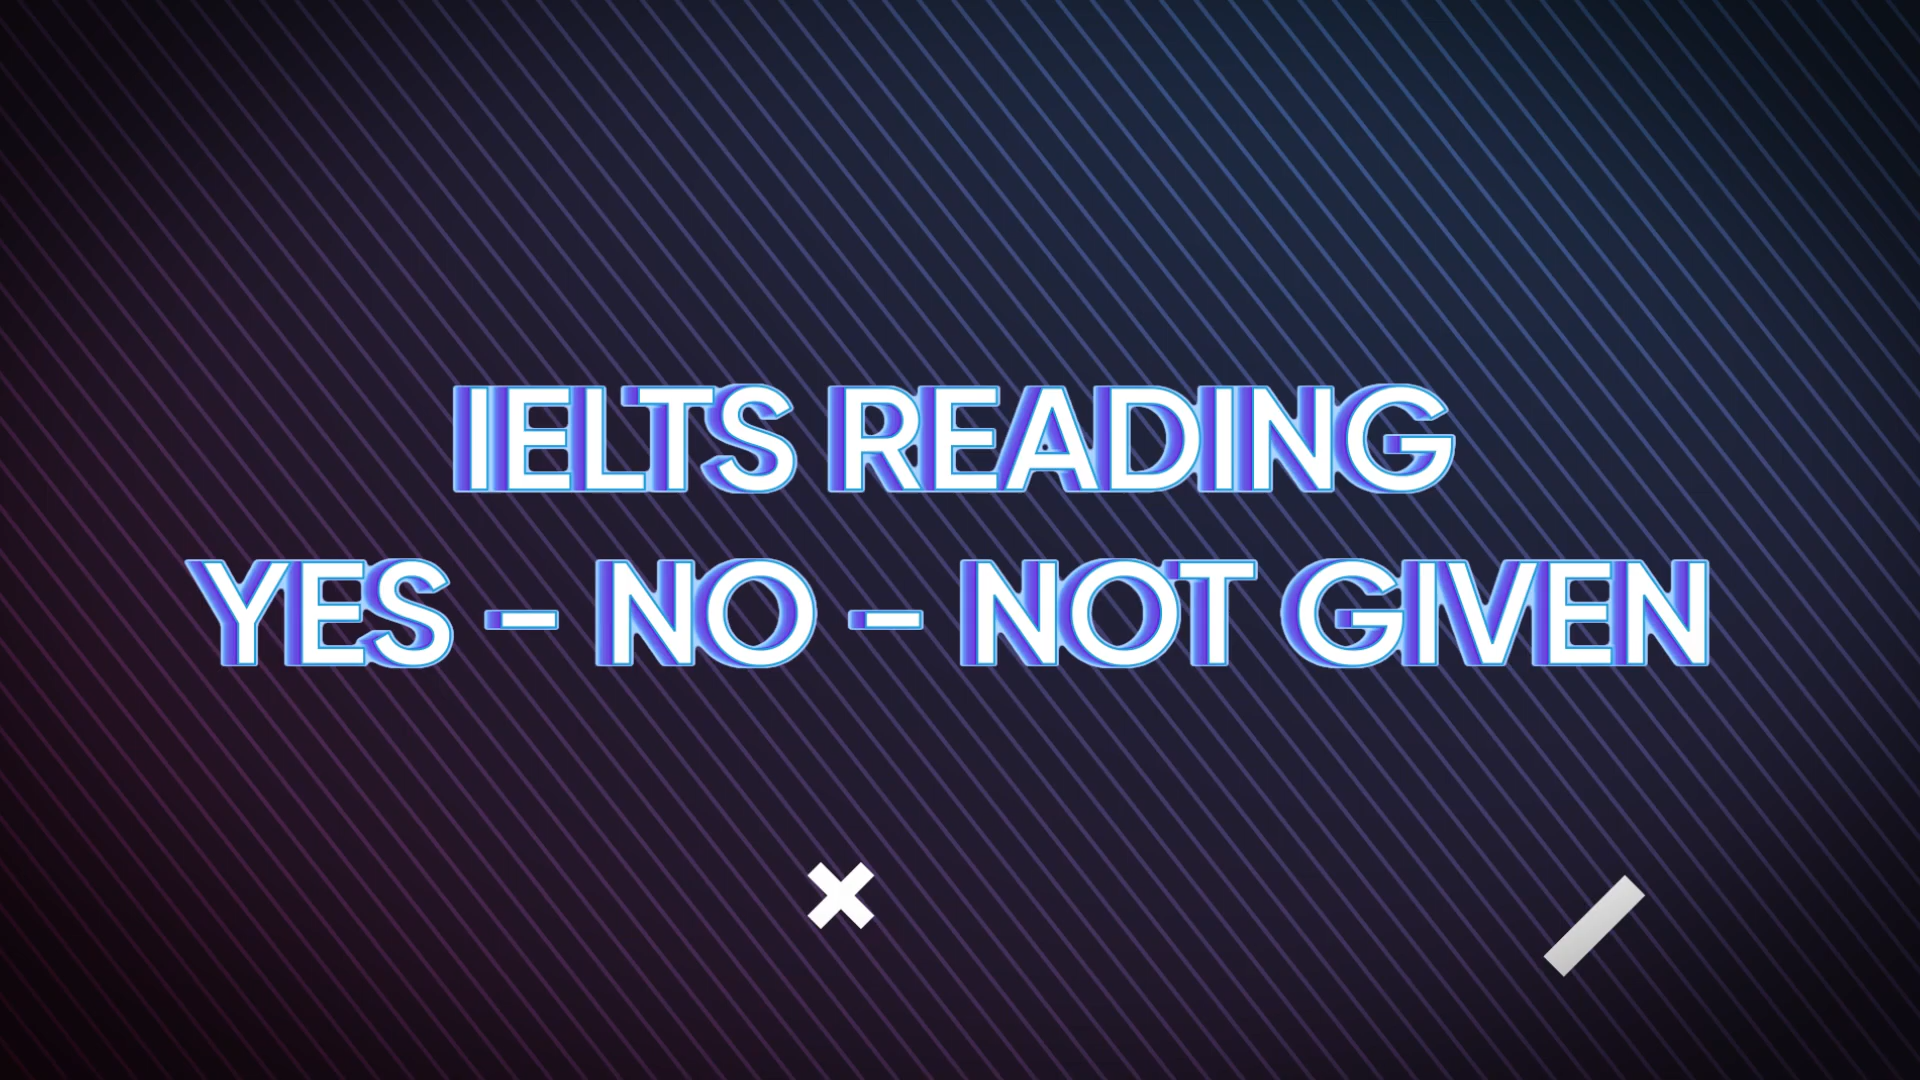 IELTS READING
YES – NO – NOT GIVEN